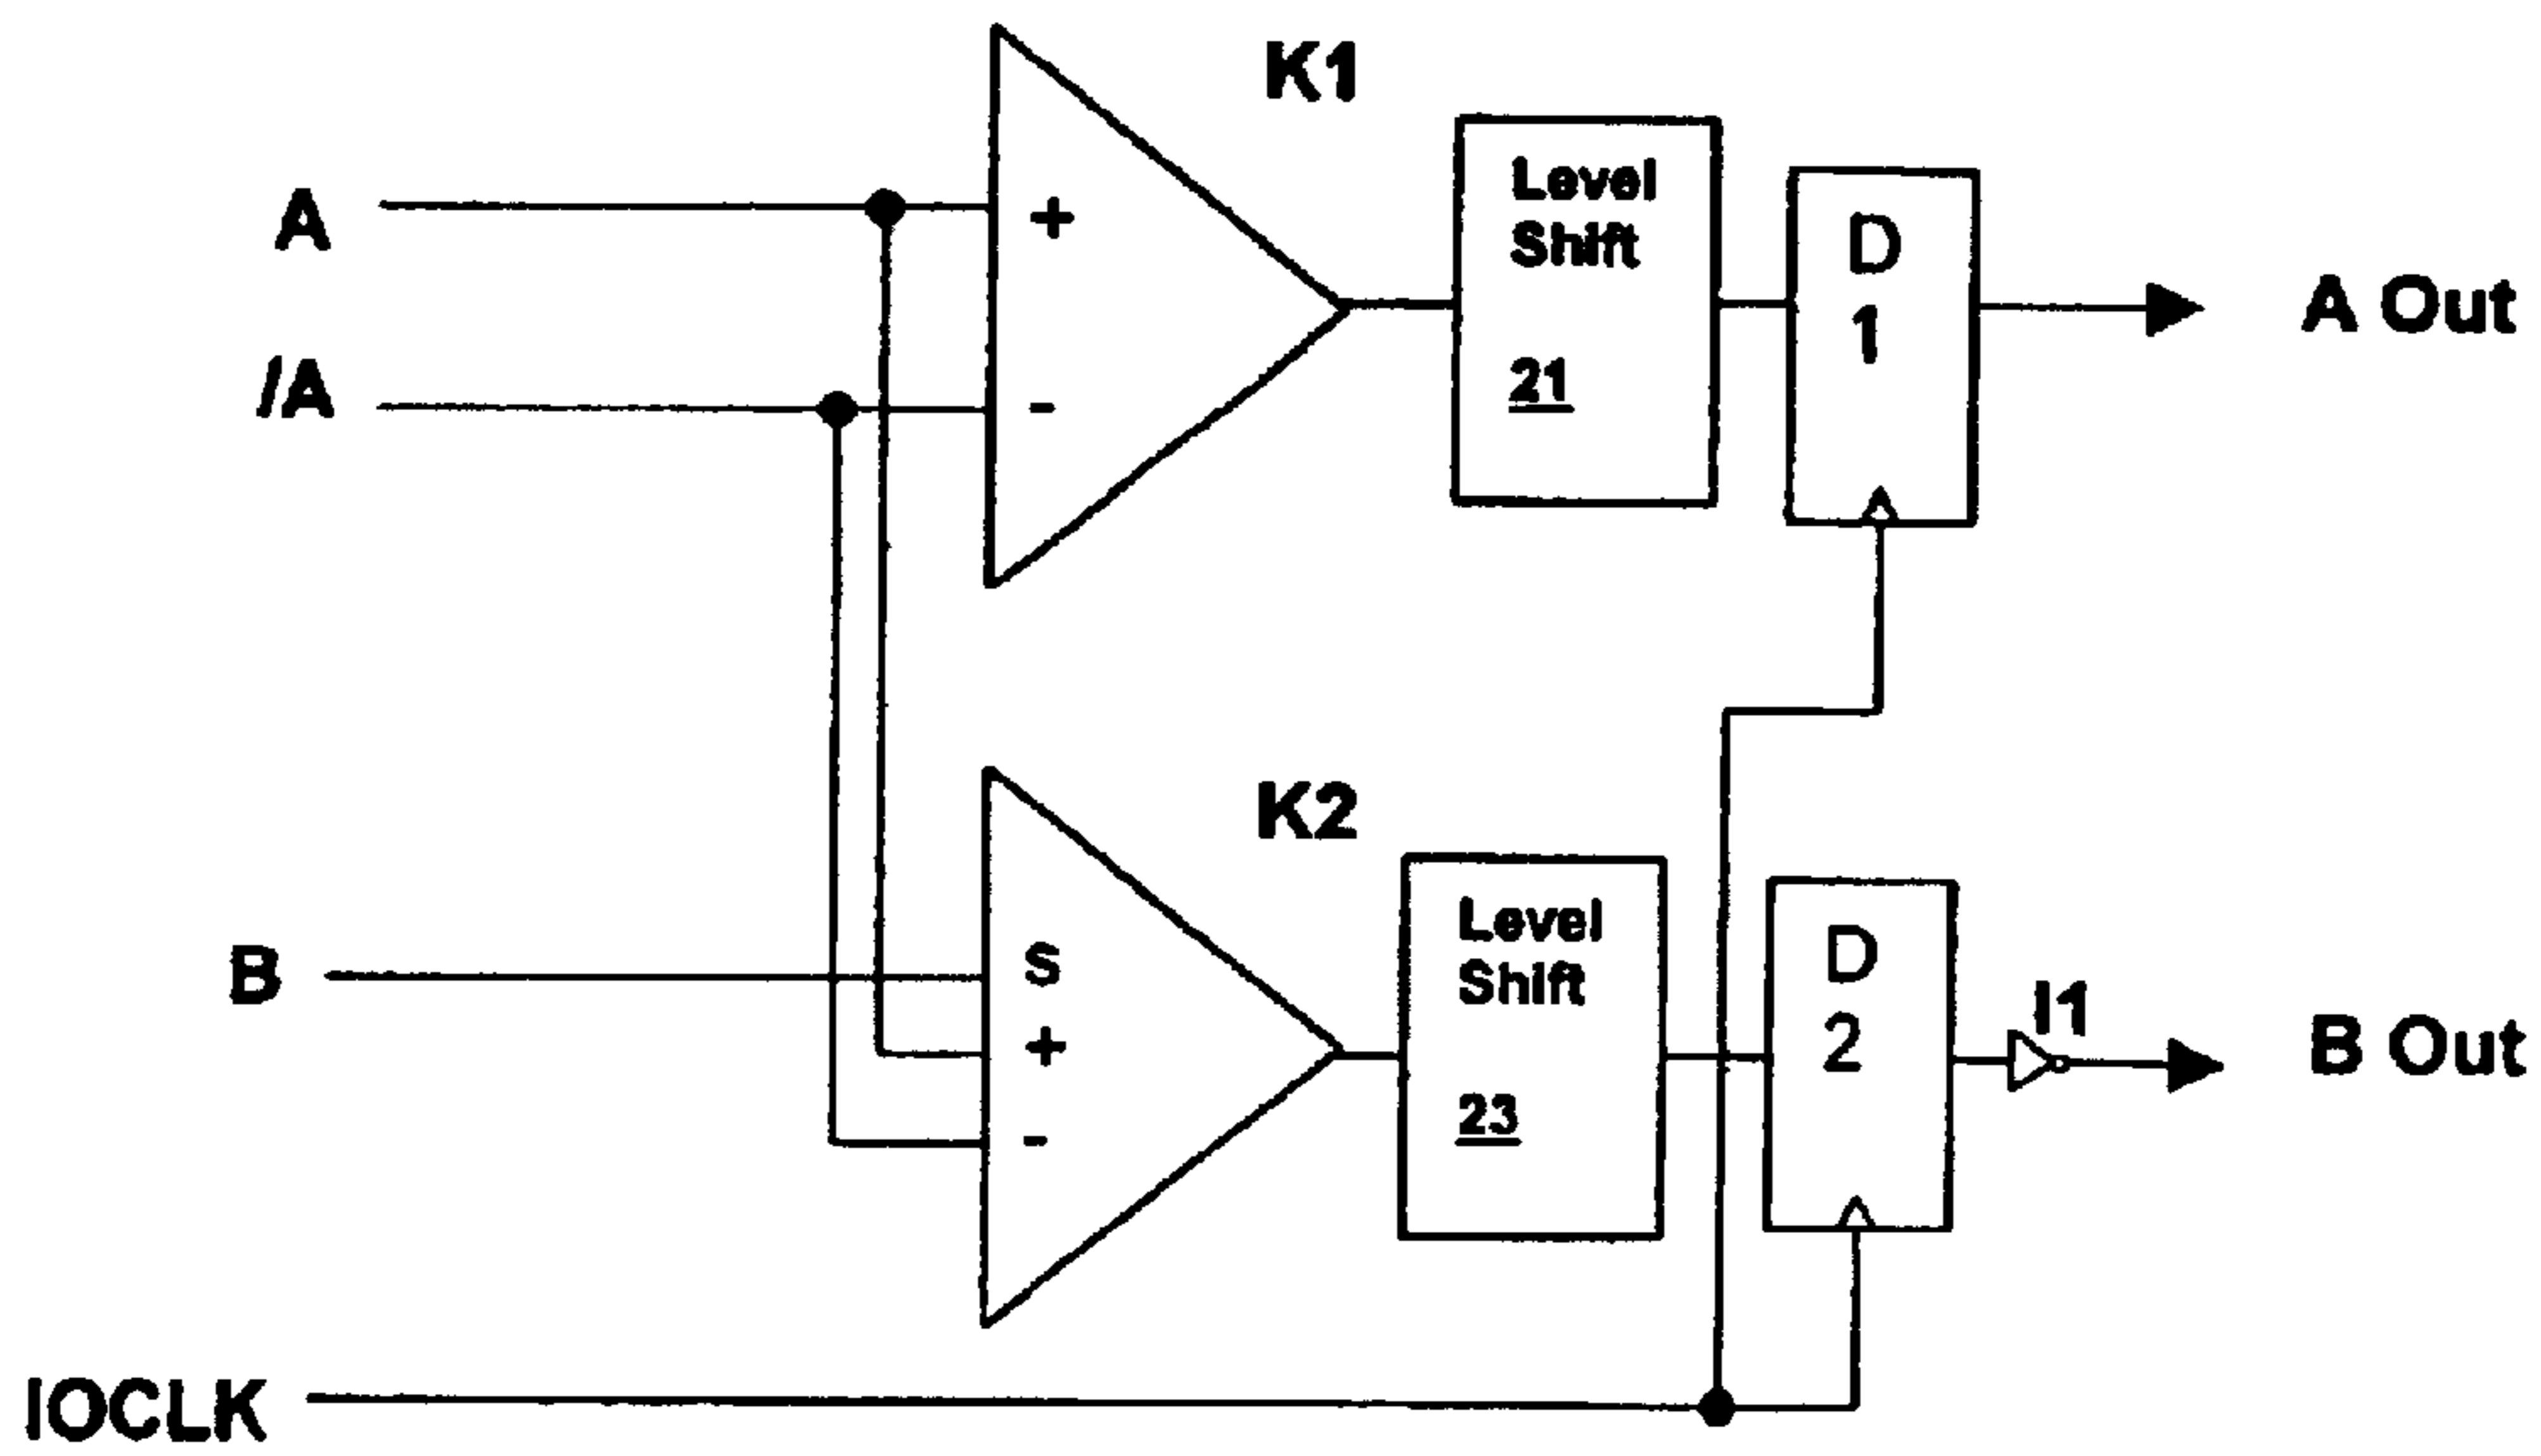 K1
A
+
Level
Shift
21
D
1
A Out
/A
-
K2
B
S
+
-
Level
Shift
23
D
2
I1
B Out
IOCLK